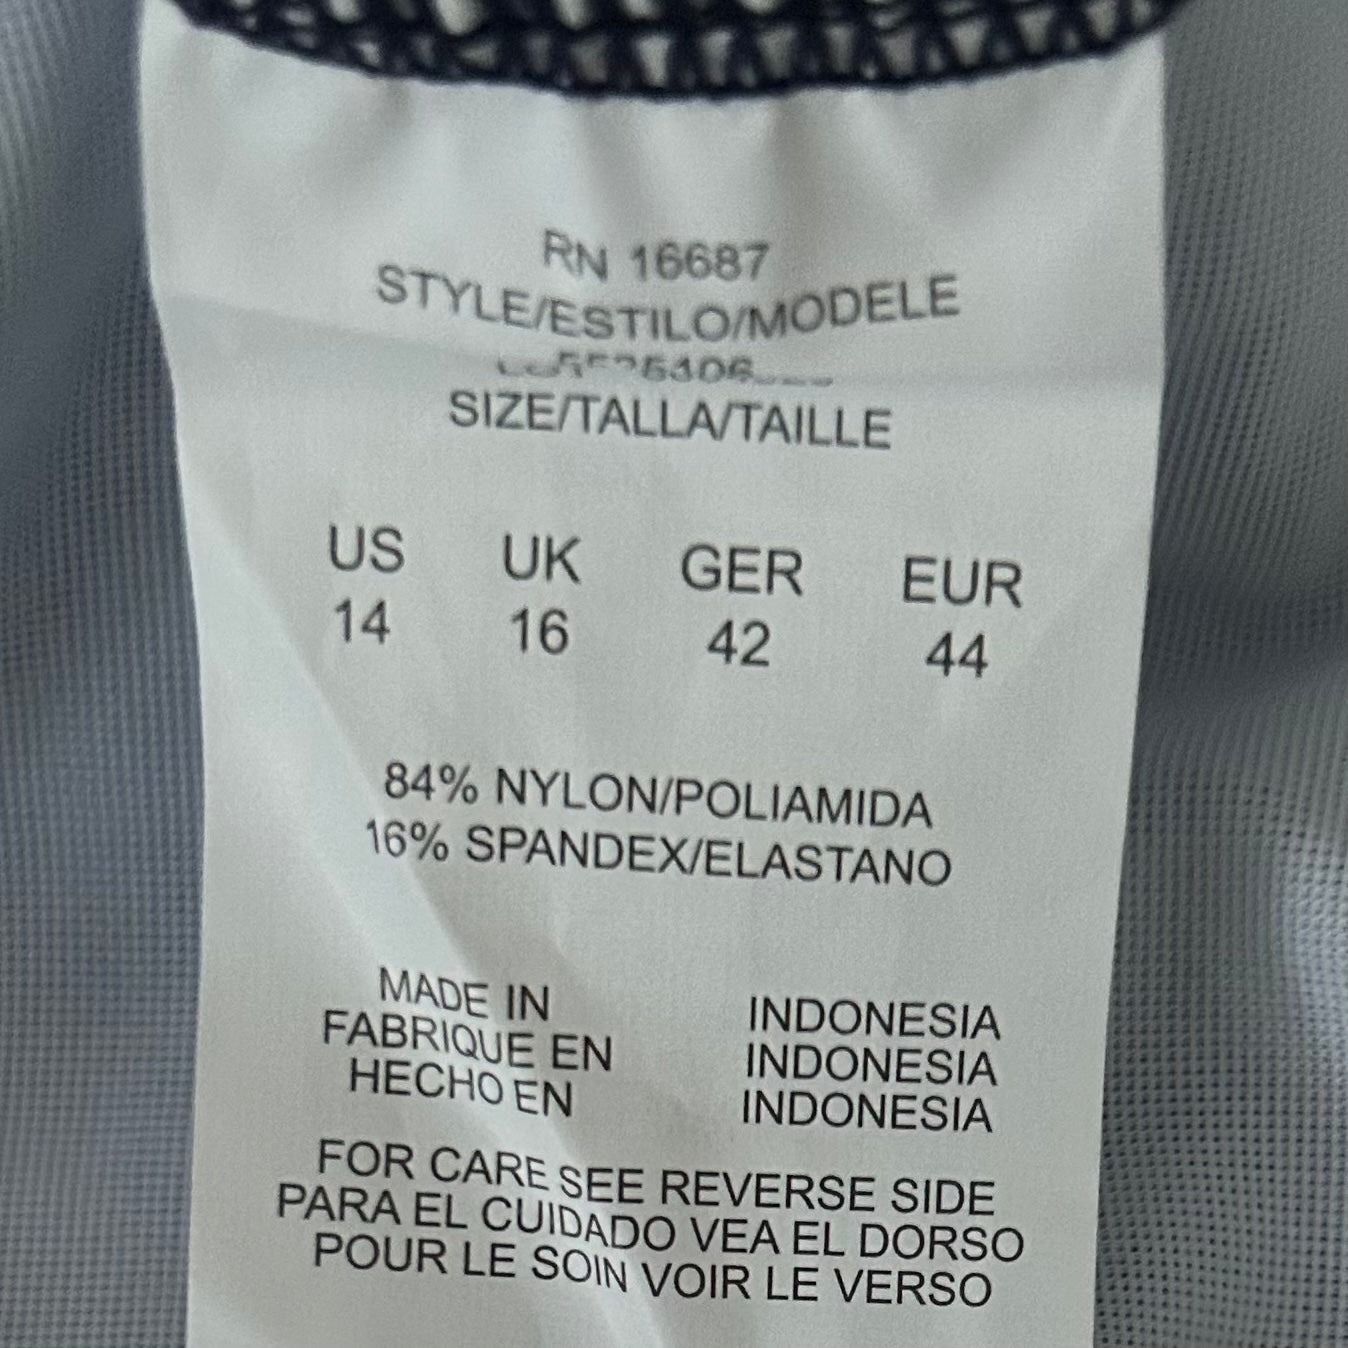 RN 16687
STYLE/ESTILO/MODELE
SIZE/TALLA/TAILLE
US UK GER EUR
14 16 42 44
84% NYLON/POLIAMIDA
16% SPANDEX/ELASTANO
MADE IN INDONESIA
FABRIQUE EN INDONESIA
HECHO EN INDONESIA
FOR CARE SEE REVERSE SIDE
PARA EL CUIDADO VEA EL DORSO
POUR LE SOIN VOIR LE VERSO